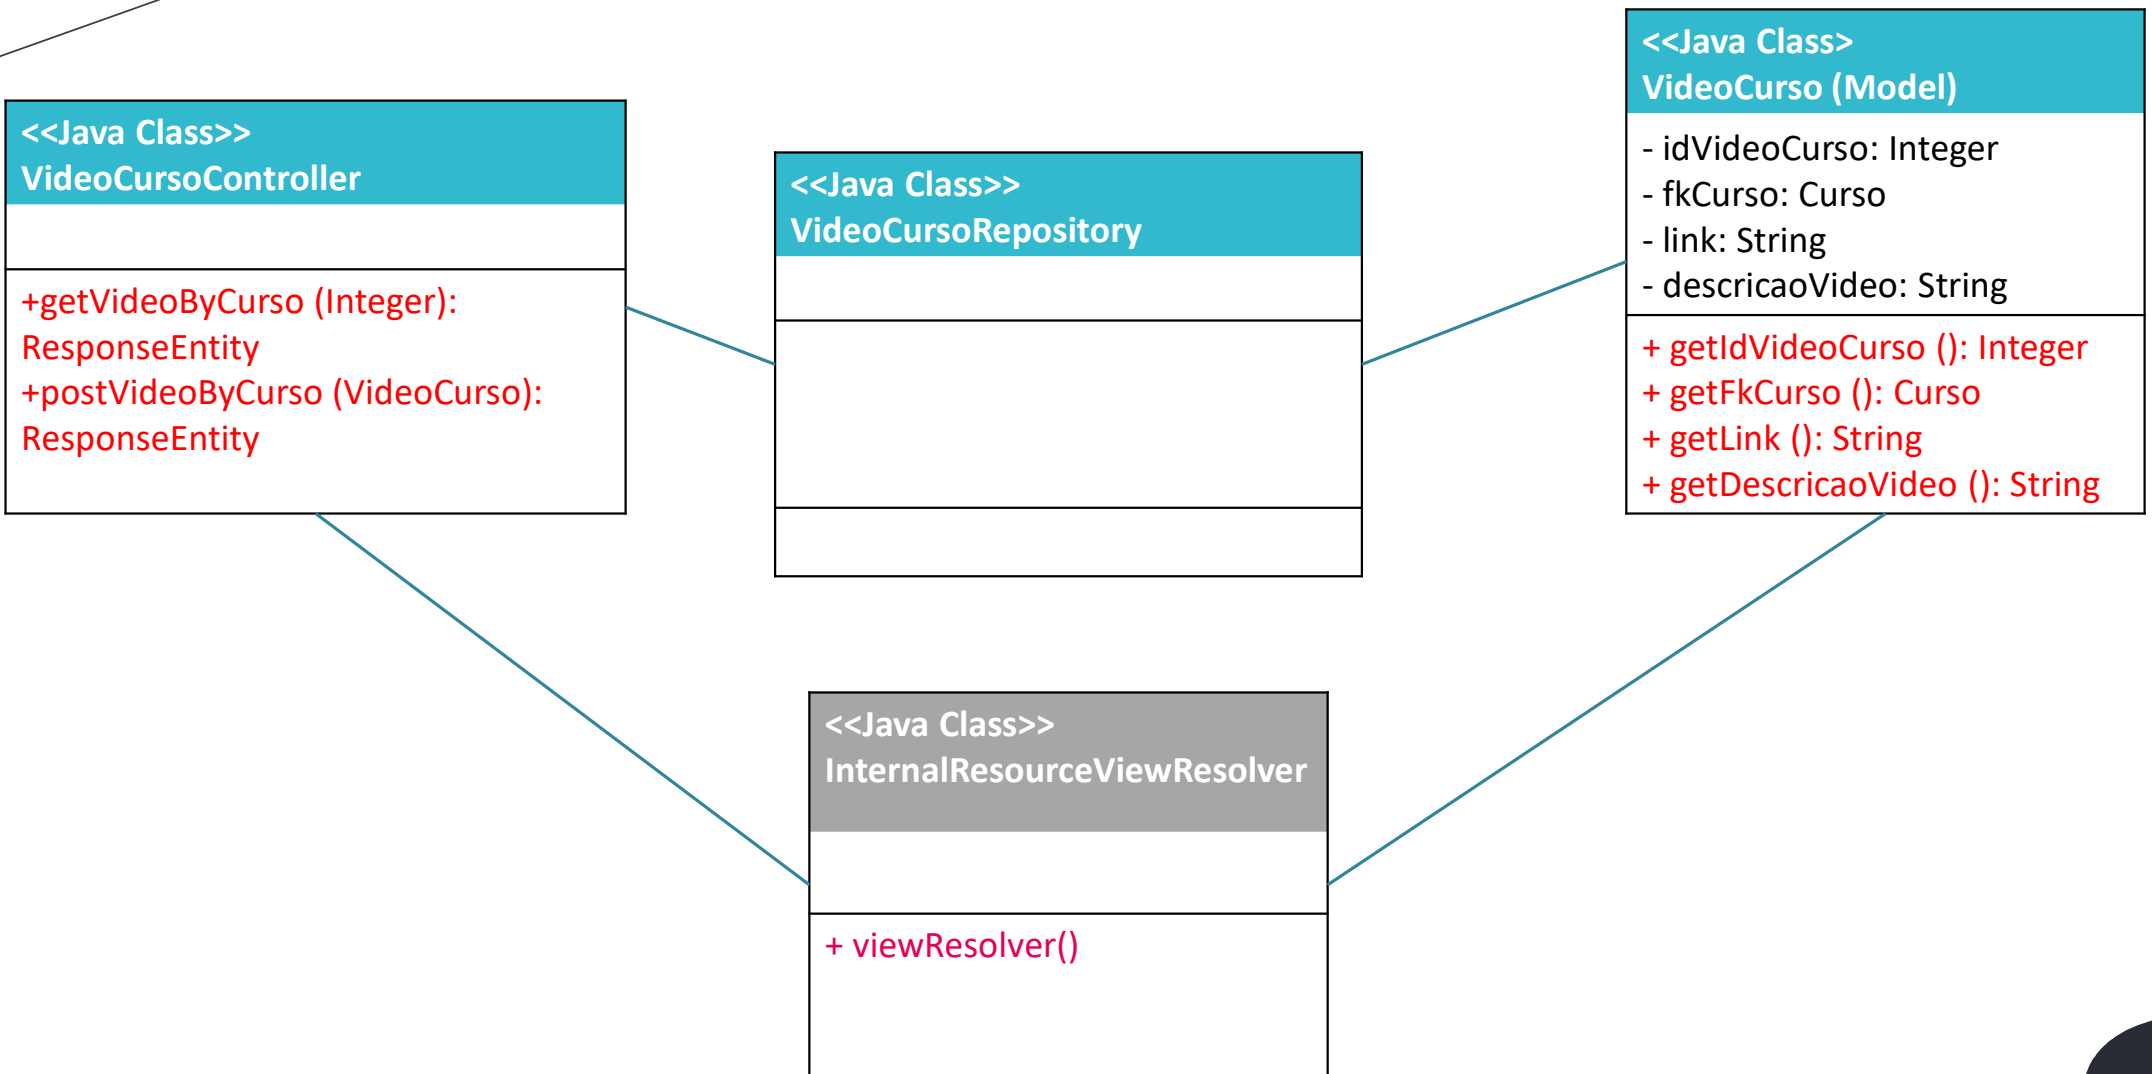 <<Java Class>>
VideoCursoController
+getVideoByCurso (Integer):
ResponseEntity
+postVideoByCurso (VideoCurso):
ResponseEntity
<<Java Class>>
VideoCursoRepository
<<Java Class>
VideoCurso (Model)
- idVideoCurso: Integer
- fkCurso: Curso
- link: String
- descricaoVideo: String
+ getIdVideoCurso (): Integer
+ getFkCurso (): Curso
+ getLink (): String
+ getDescricaoVideo (): String
<<Java Class>>
InternalResourceViewResolver
+ viewResolver()